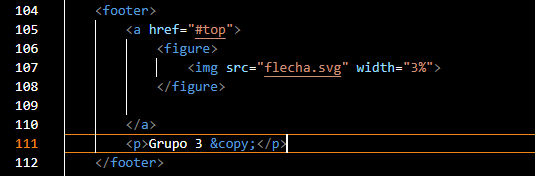 104 <footer>
105 <a href="#top">
106 <figure>
107 <img src="flecha.svg" width="3%">
108 </figure>
109
110 </a>
111 <p>Grupo 3 &copy;</p>
112 </footer>